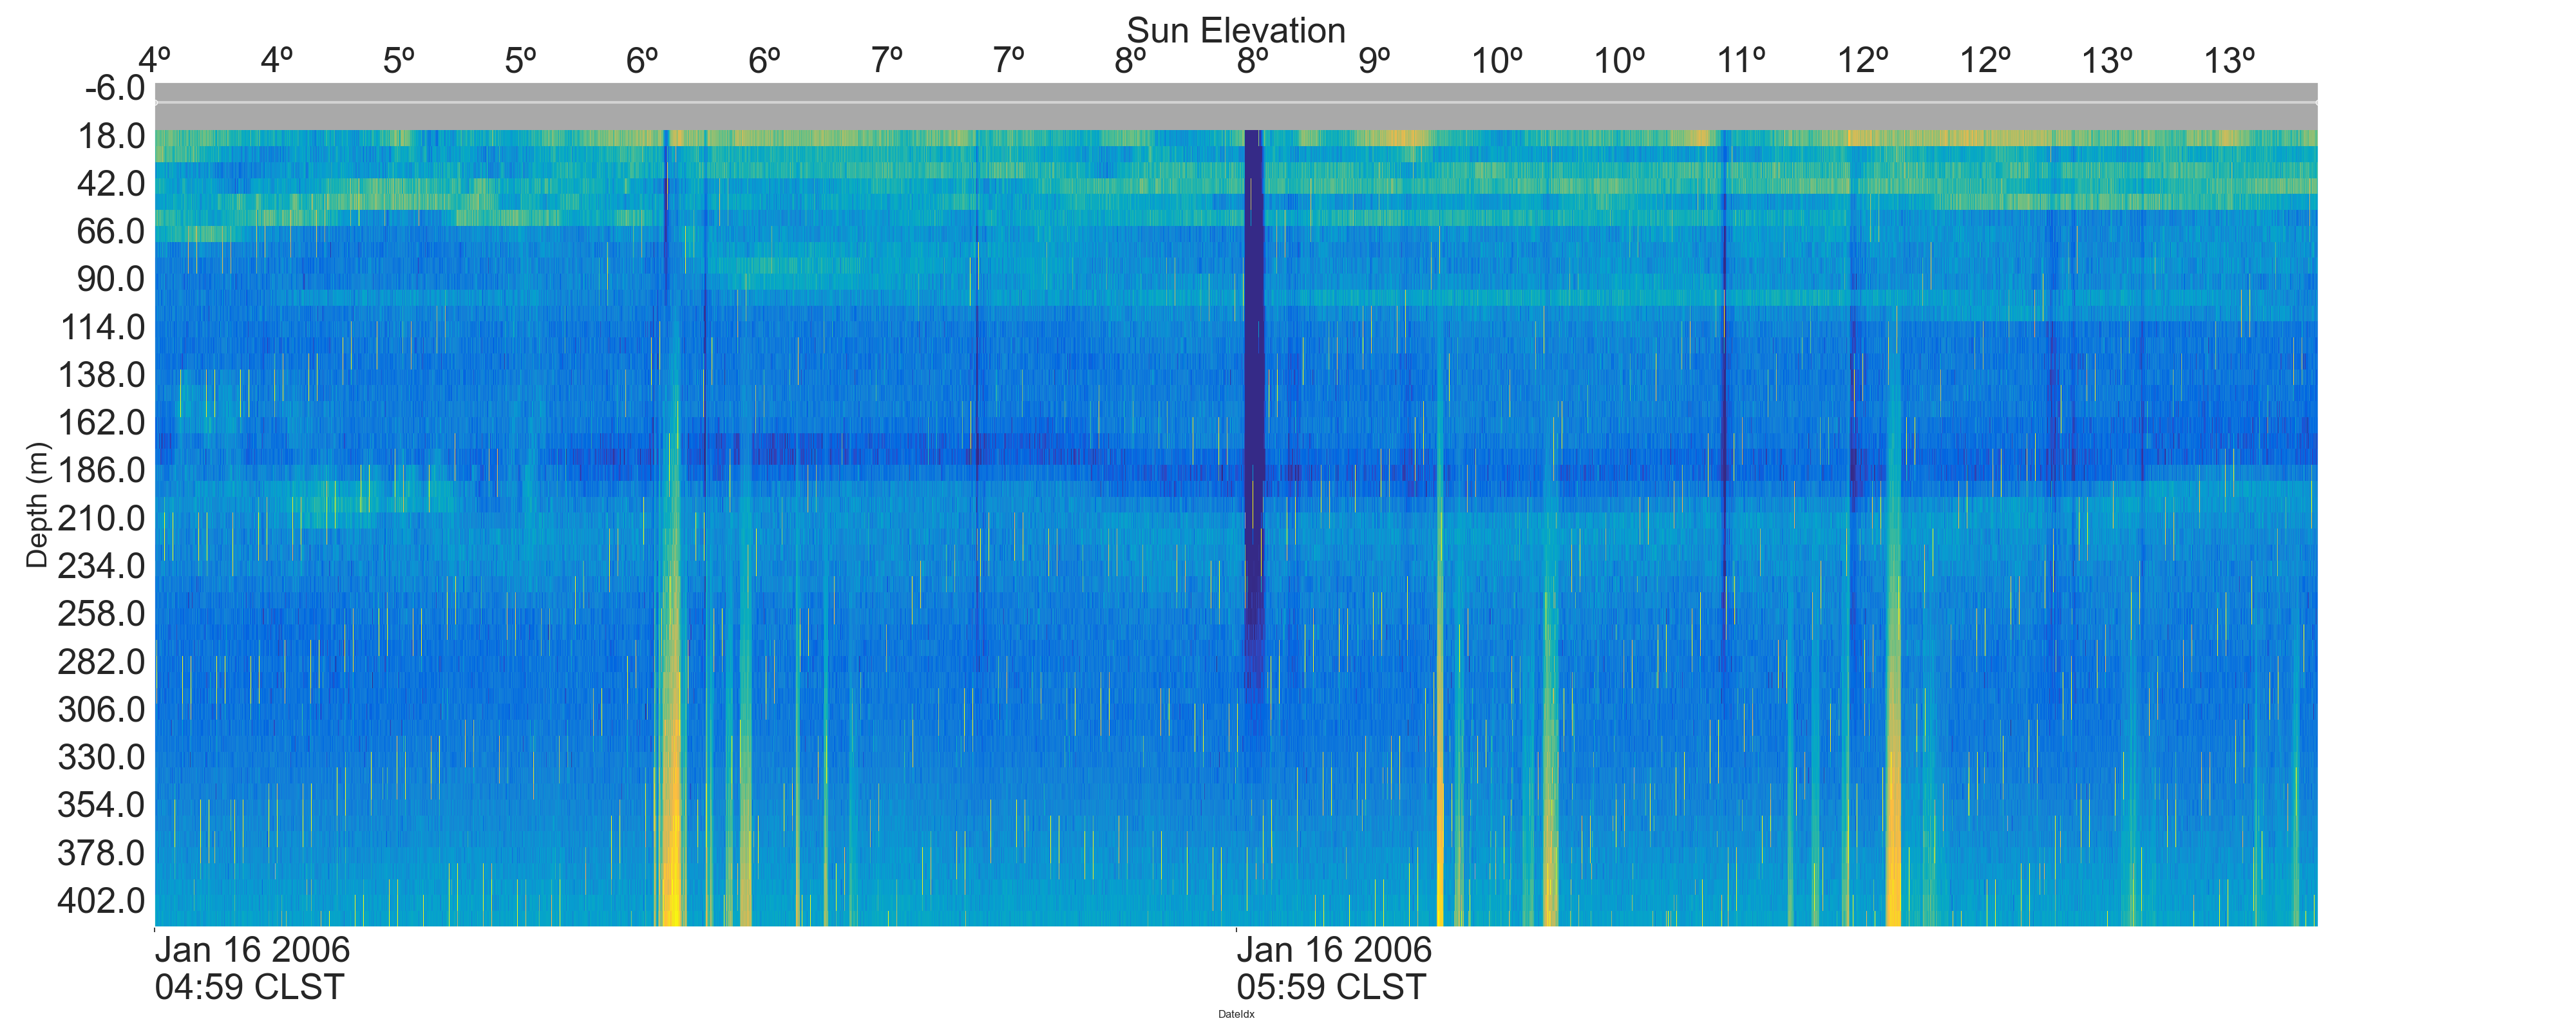 Sun Elevation
4º 4º 5º 5º 6º 6º 7º 7º 8º 8º 9º 10º 10º 11º 12º 12º 13º 13º
-6.0
18.0
42.0
66.0
90.0
114.0
138.0
162.0
186.0
210.0
234.0
258.0
282.0
306.0
330.0
354.0
378.0
402.0
Depth (m)
Jan 16 2006
04:59 CLST
Jan 16 2006
05:59 CLST
DateIdx